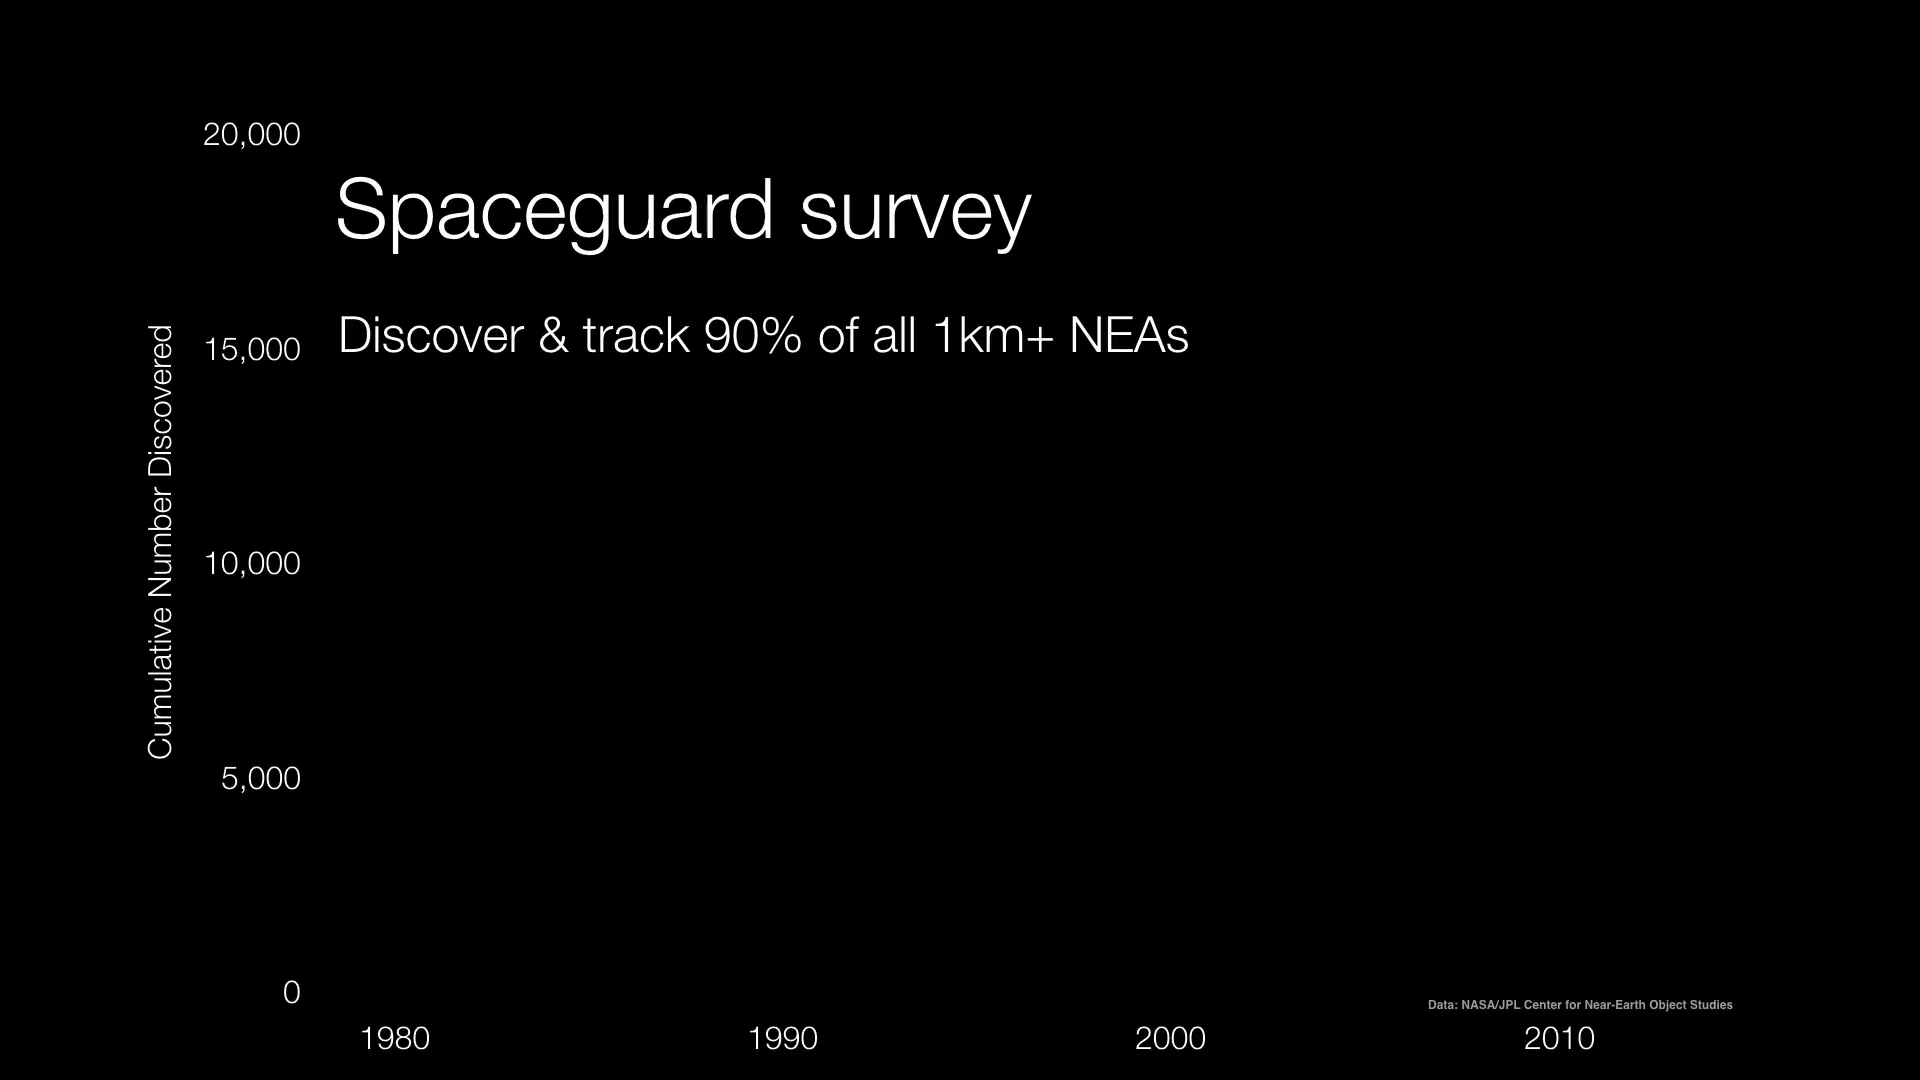 20,000
Spaceguard survey
Discover & track 90% of all 1km+ NEAs
15,000
Cumulative Number Discovered
10,000
5,000
0
Data: NASA/JPL Center for Near-Earth Object Studies
1980 1990 2000 2010